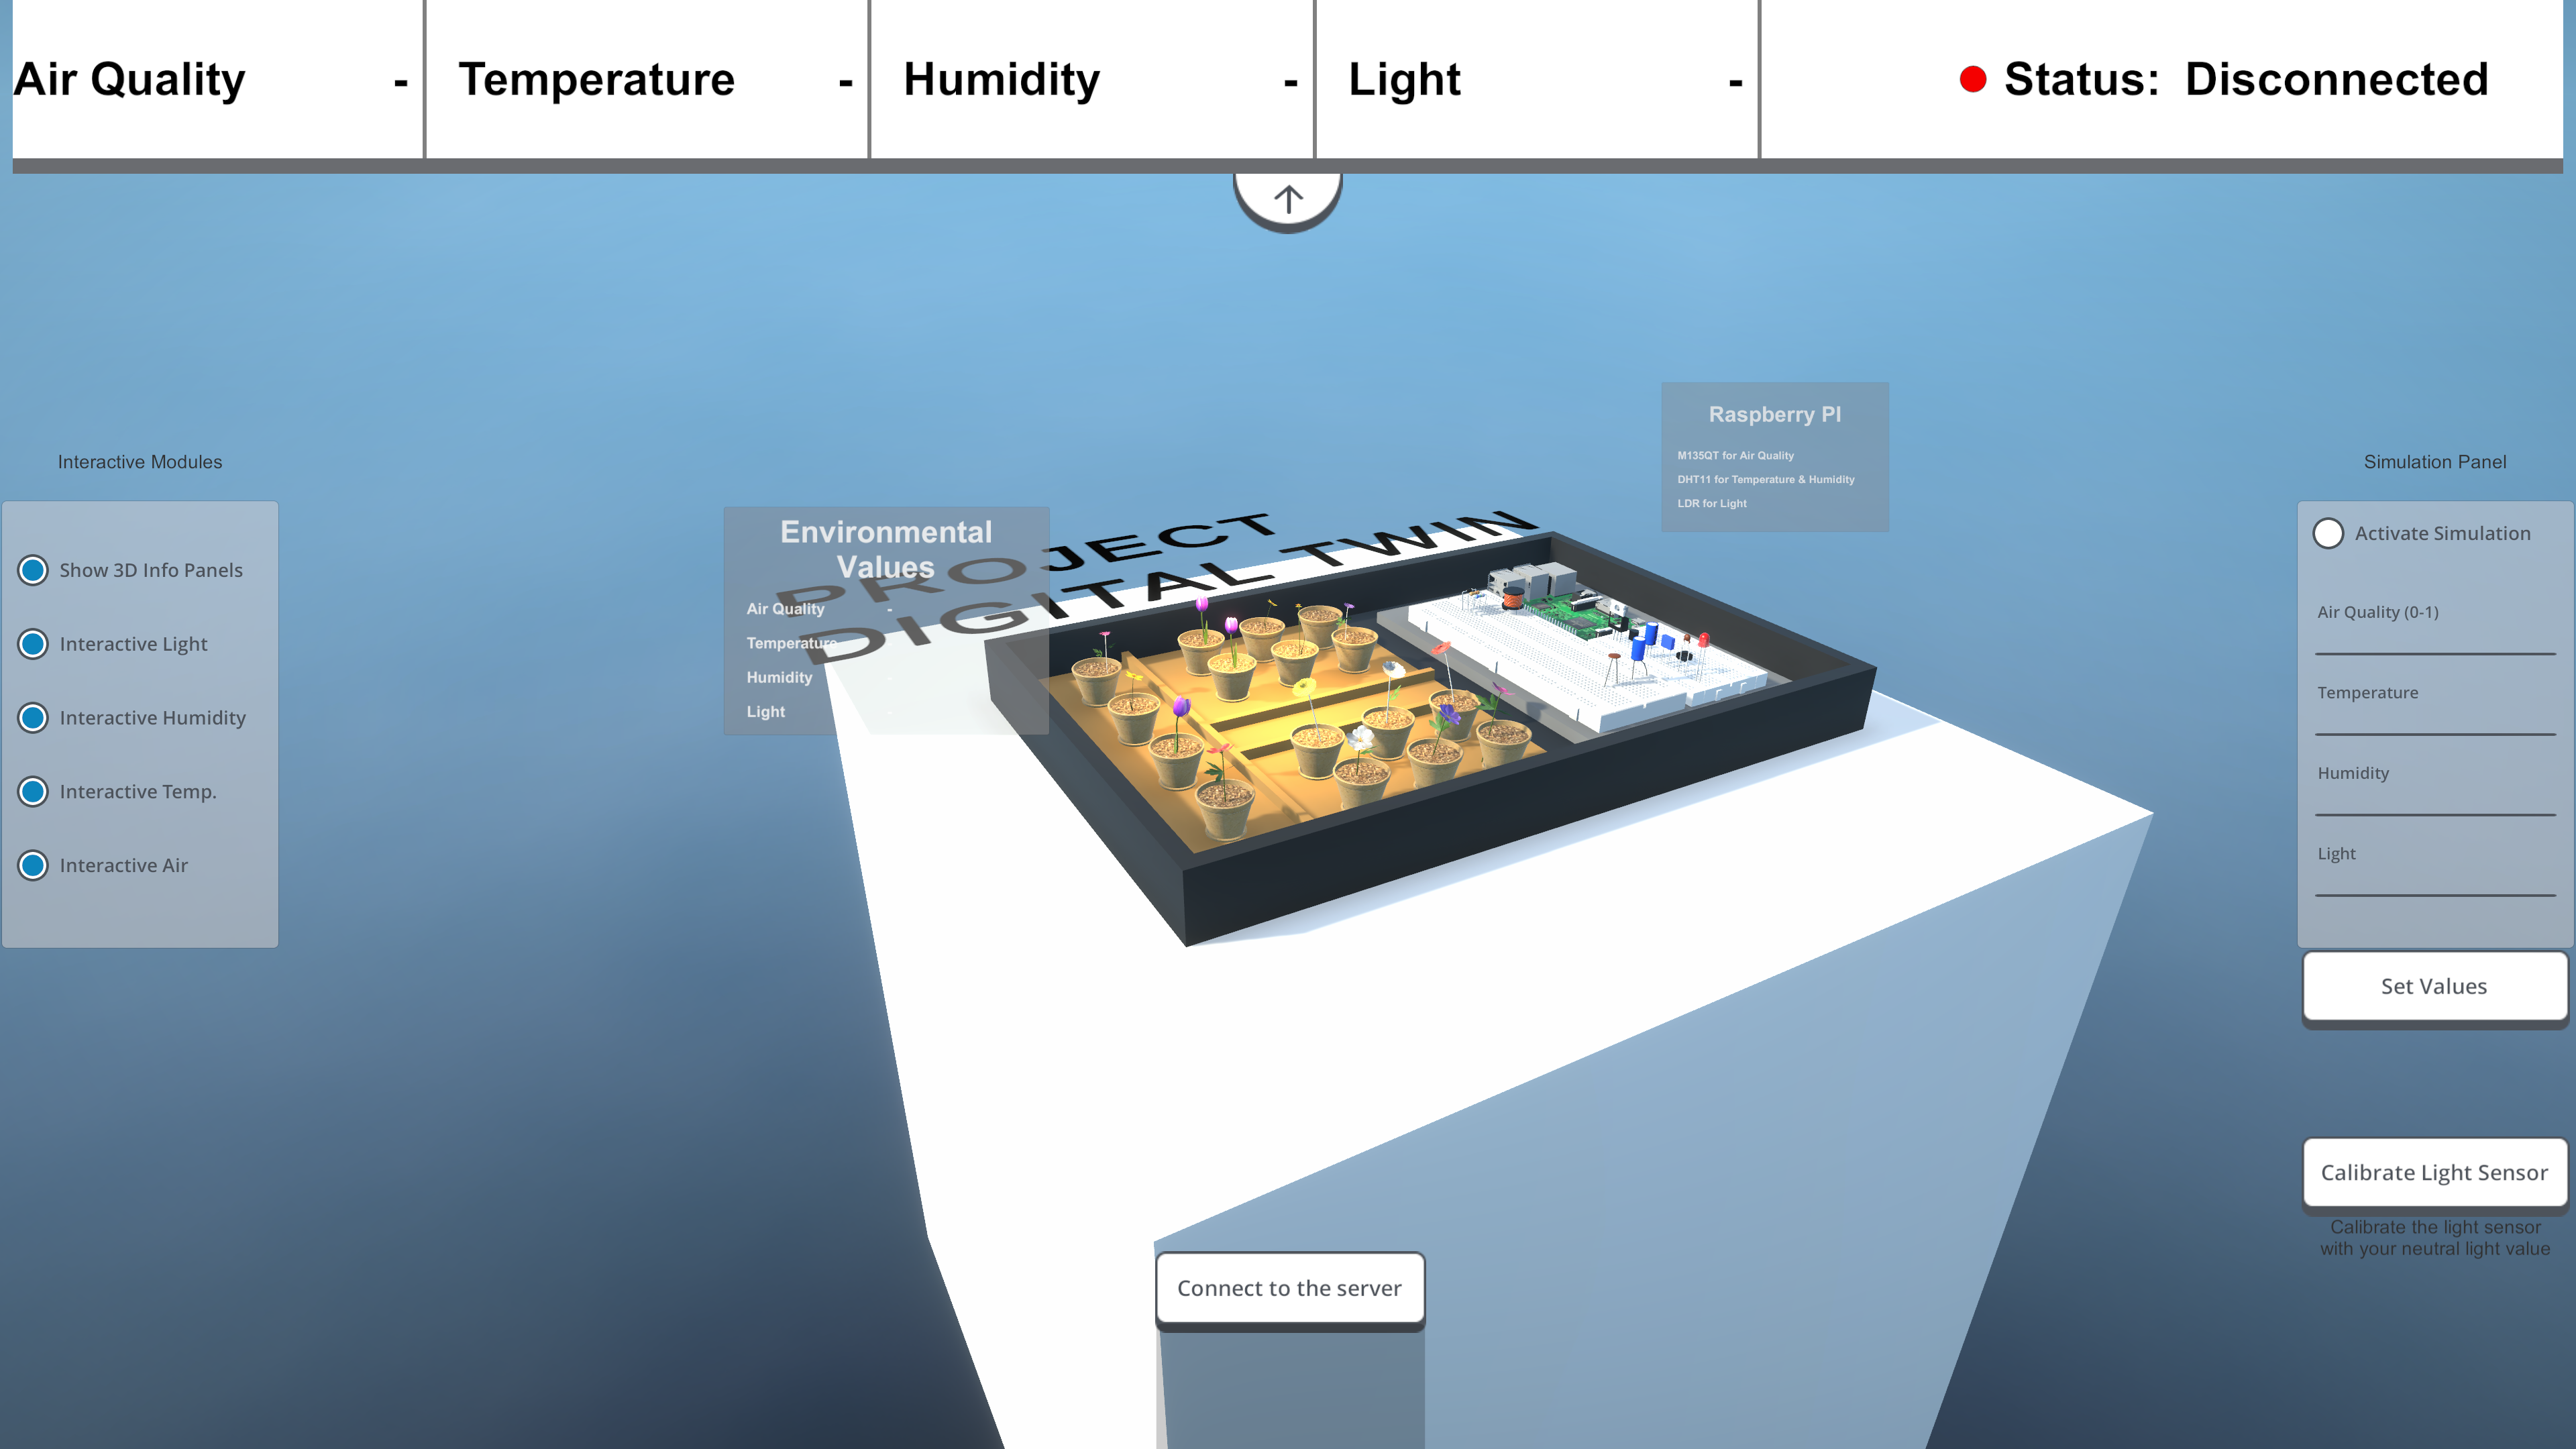 Air Quality -
Temperature -
Humidity -
Light -
Status: Disconnected
Interactive Modules
Show 3D Info Panels
Interactive Light
Interactive Humidity
Interactive Temp.
Interactive Air
Environmental
Values
Air Quality -
Temperature
Humidity -
Light -
PROJECT
DIGITAL TWIN
Raspberry PI
M135QT for Air Quality
DHT11 for Temperature & Humidity
LDR for Light
Simulation Panel
Activate Simulation
Air Quality (0-1)
Temperature
Humidity
Light
Set Values
Calibrate Light Sensor
Calibrate the light sensor
with your neutral light value
Connect to the server